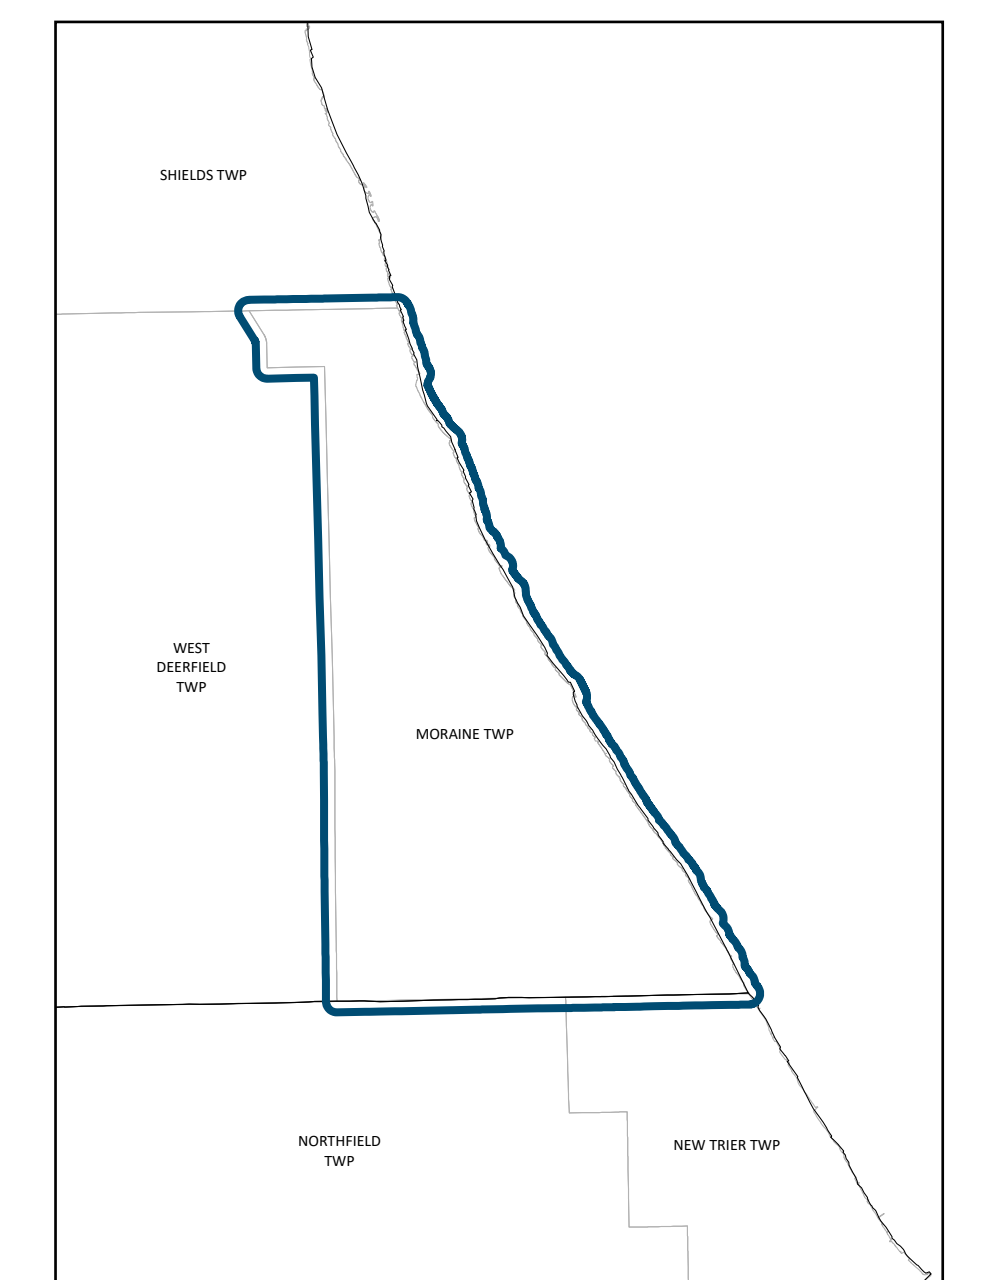 SHIELDS TWP
WEST
DEERFIELD
TWP
MORAINE TWP
NORTHFIELD
TWP
NEW TRIER TWP